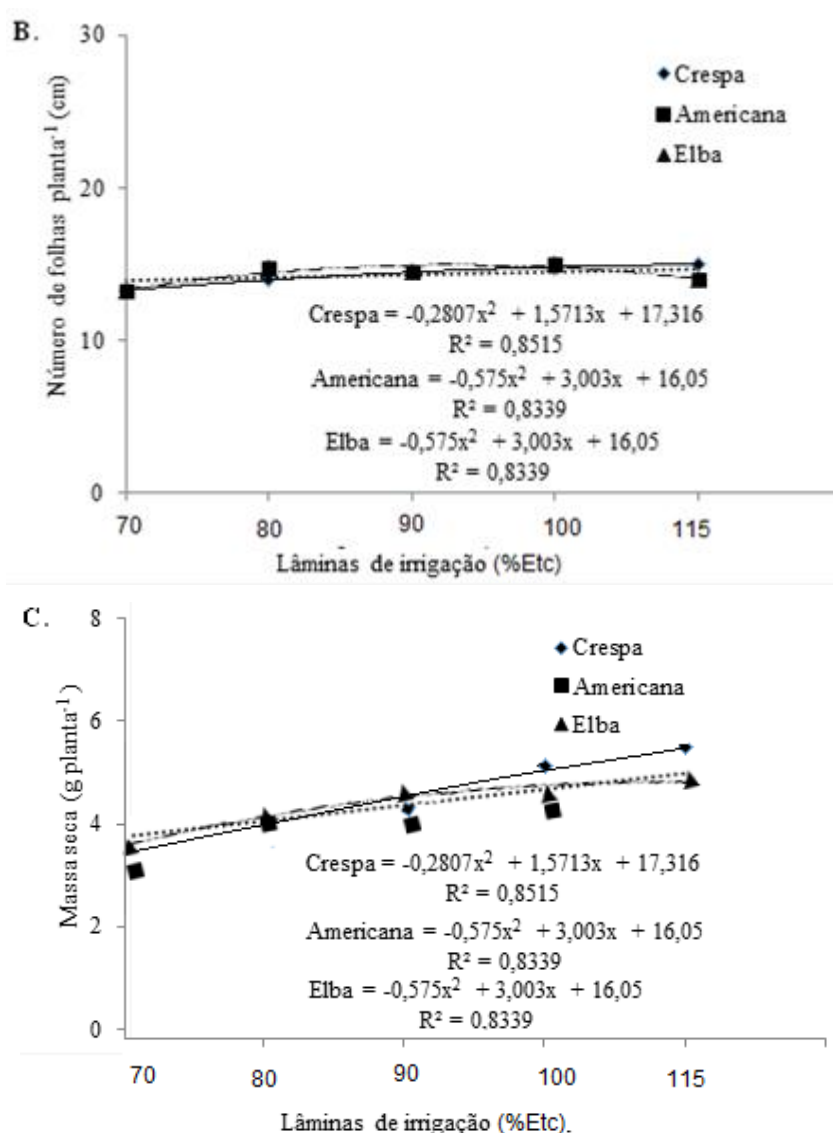 B.
30
20
10
0
Número de folhas planta⁻¹ (cm)
Crespa
Americana
Elba
Crespa = -0,2807x² + 1,5713x + 17,316
R² = 0,8515
Americana = -0,575x² + 3,003x + 16,05
R² = 0,8339
Elba = -0,575x² + 3,003x + 16,05
R² = 0,8339
70 80 90 100 115
Lâminas de irrigação (%Etc)
C.
8
6
4
2
0
Massa seca (g planta⁻¹)
Crespa
Americana
Elba
Crespa = -0,2807x² + 1,5713x + 17,316
R² = 0,8515
Americana = -0,575x² + 3,003x + 16,05
R² = 0,8339
Elba = -0,575x² + 3,003x + 16,05
R² = 0.8339
70 80 90 100 115
Lâminas de irrigação (%Etc).